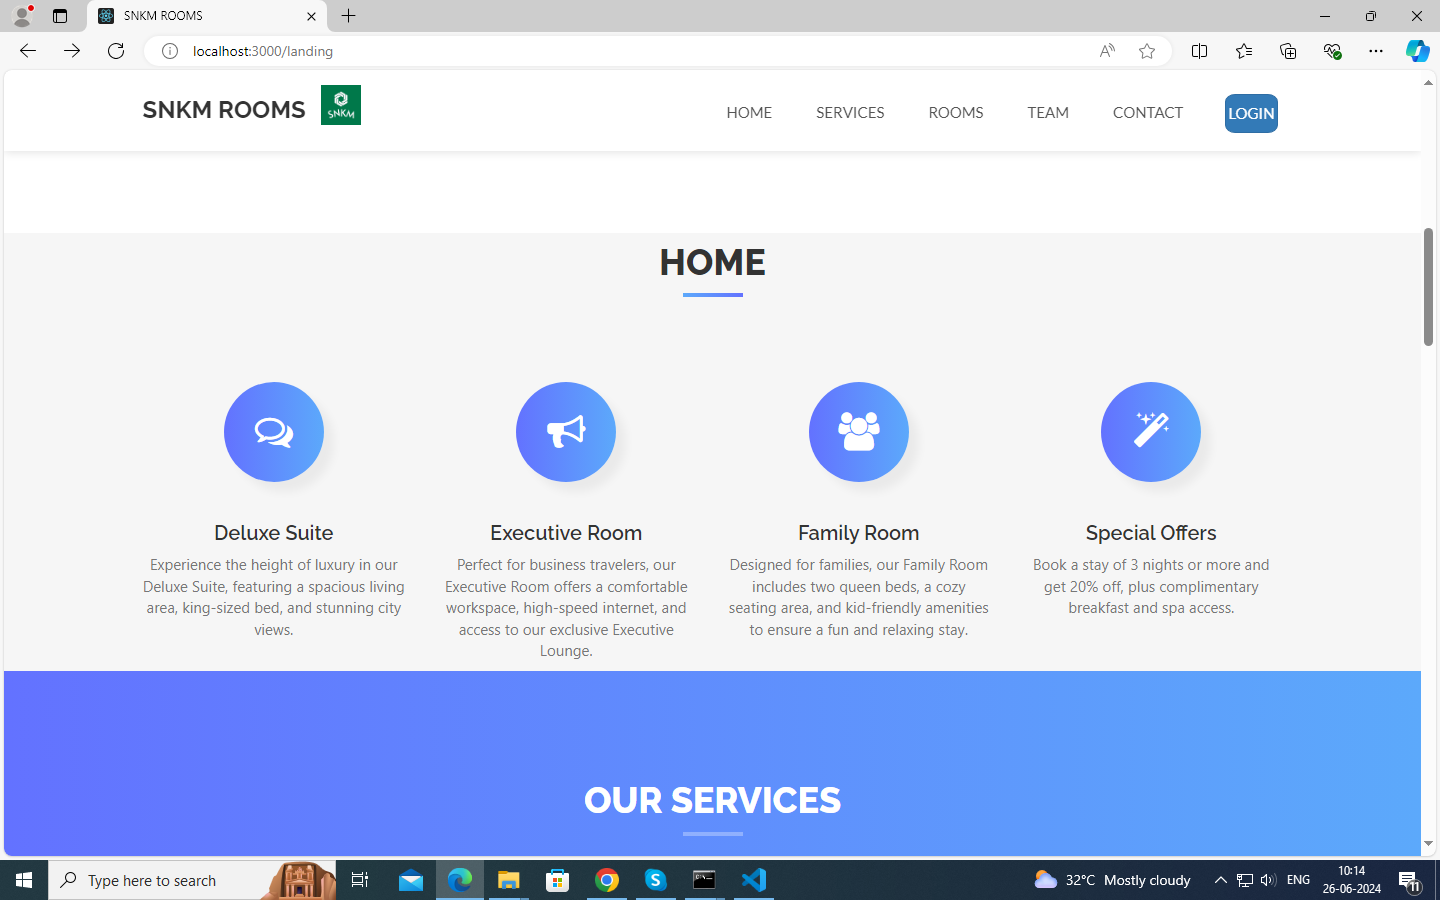 SNKM ROOMS
localhost:3000/landing
SNKM ROOMS
SNKM
HOME
SERVICES
ROOMS
TEAM
CONTACT
LOGIN
HOME
Deluxe Suite
Experience the height of luxury in our
Deluxe Suite, featuring a spacious living
area, king-sized bed, and stunning city
views.
Executive Room
Perfect for business travelers, our
Executive Room offers a comfortable
workspace, high-speed internet, and
access to our exclusive Executive
Lounge.
Family Room
Designed for families, our Family Room
includes two queen beds, a cozy
seating area, and kid-friendly amenities
to ensure a fun and relaxing stay.
Special Offers
Book a stay of 3 nights or more and
get 20% off, plus complimentary
breakfast and spa access.
OUR SERVICES
Type here to search
32°C Mostly cloudy
ENG
10:14
26-06-2024
11